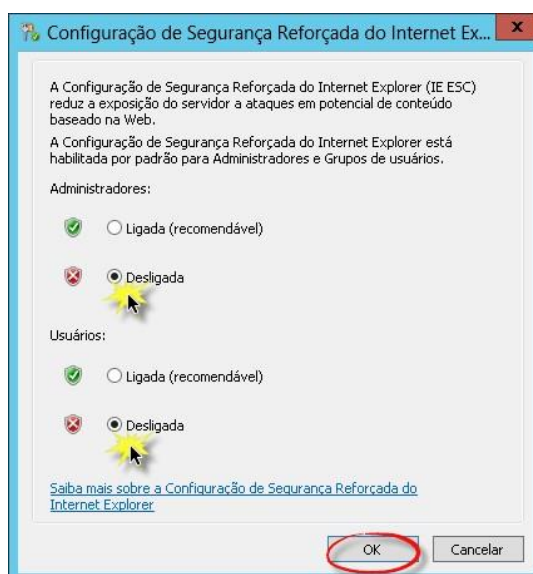 Configuração de Segurança Reforçada do Internet Ex...
A Configuração de Segurança Reforçada do Internet Explorer (IE ESC)
reduz a exposição do servidor a ataques em potencial de conteúdo
baseado na Web.
A Configuração de Segurança Reforçada do Internet Explorer está
habilitada por padrão para Administradores e Grupos de usuários.
Administradores:
Ligada (recomendável)
Desligada
Usuários:
Ligada (recomendável)
Desligada
Saiba mais sobre a Configuração de Segurança Reforçada do
Internet Explorer
OK Cancelar